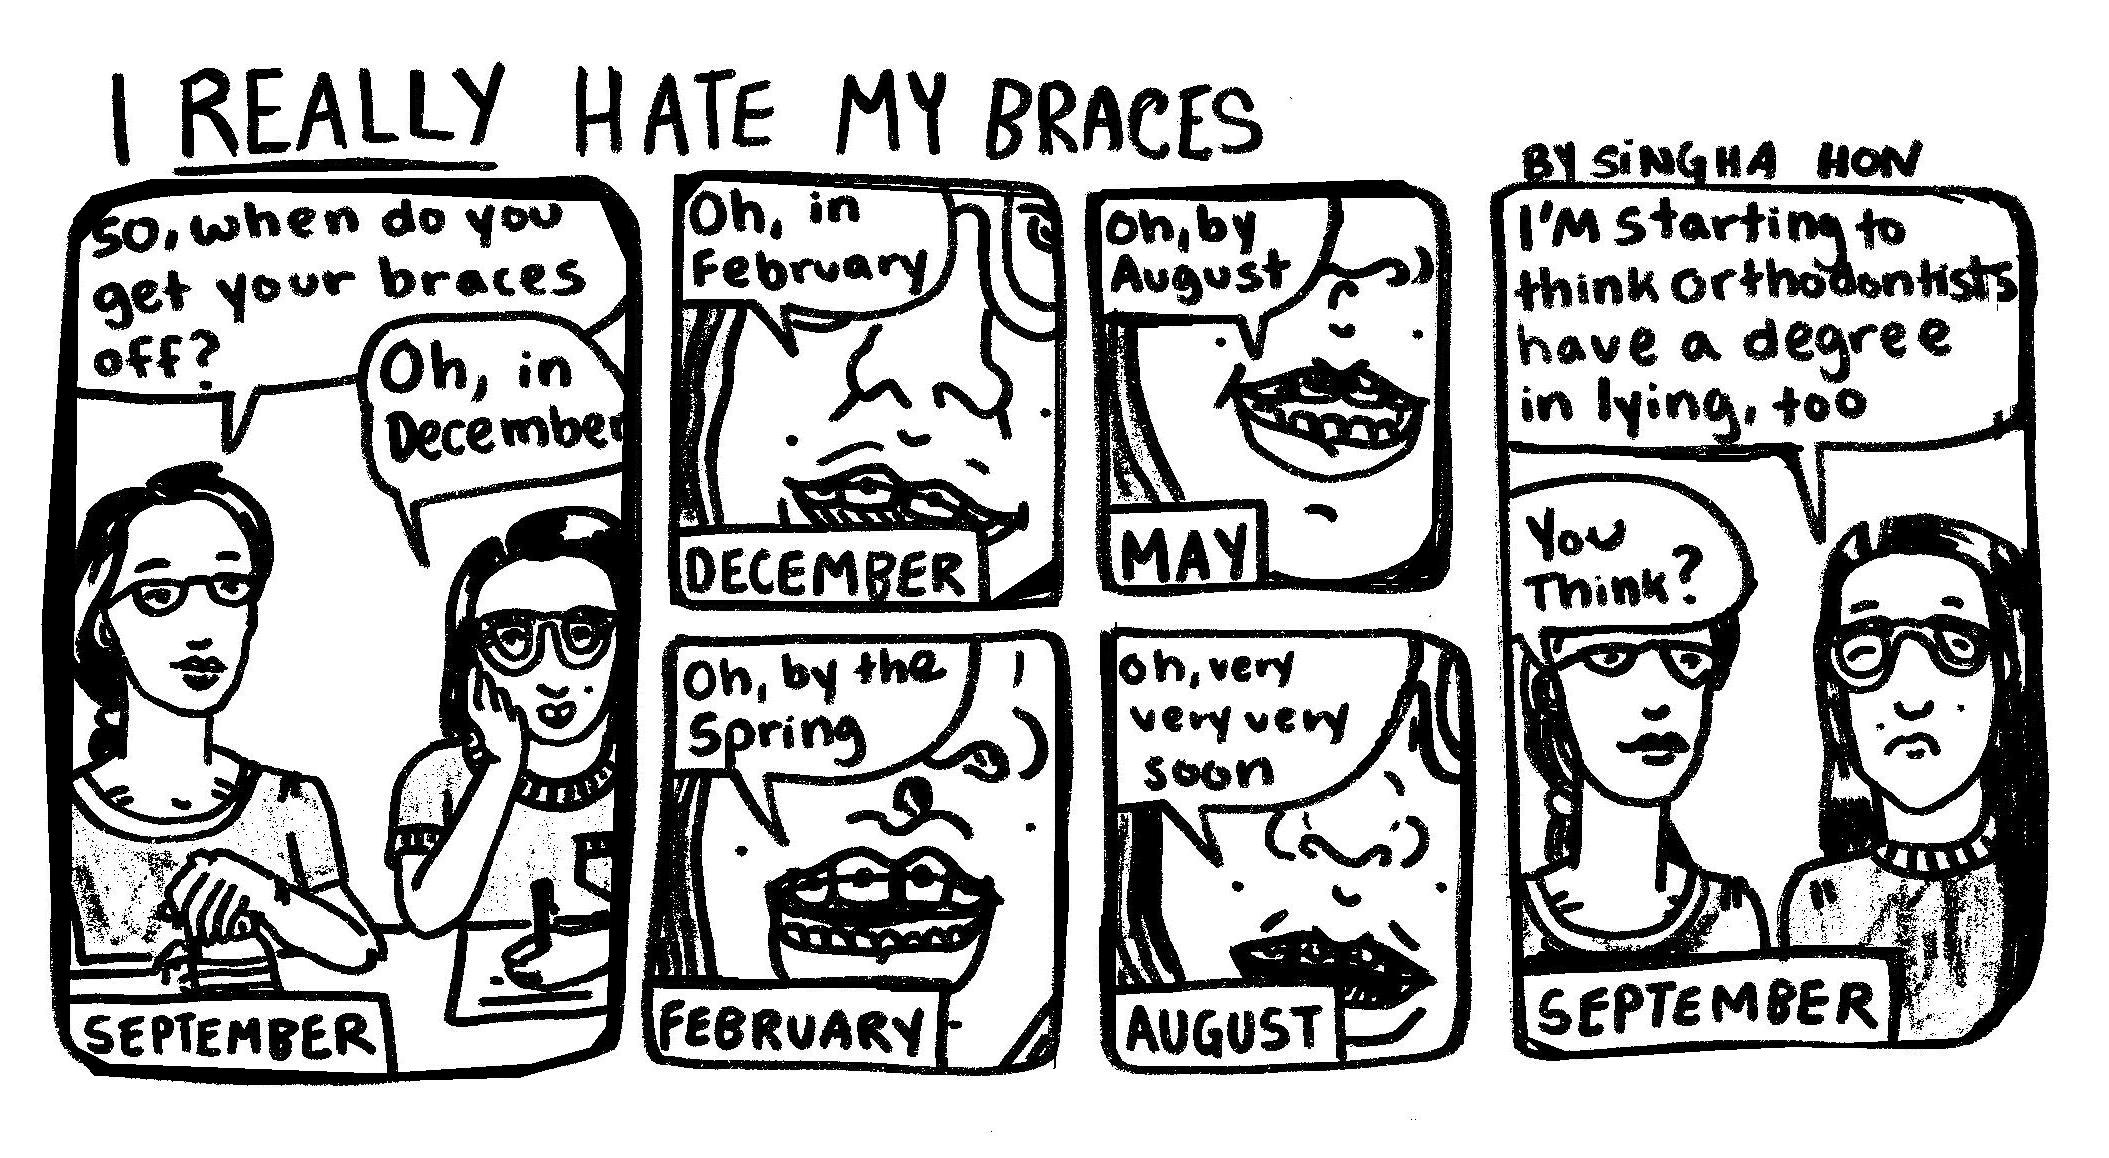 I REALLY HATE MY BRACES
BY SiNGHA HON
So, when do you
get your braces
off?
Oh, in
December
SEPTEMBER
Oh, in
February
DECEMBER
Oh, by the
Spring
FEBRUARY
Oh, by
August
MAY
oh, very
very very
soon
AUGUST
I'M starting to
think orthodontists
have a degree
in lying, too
You
Think?
SEPTEMBER